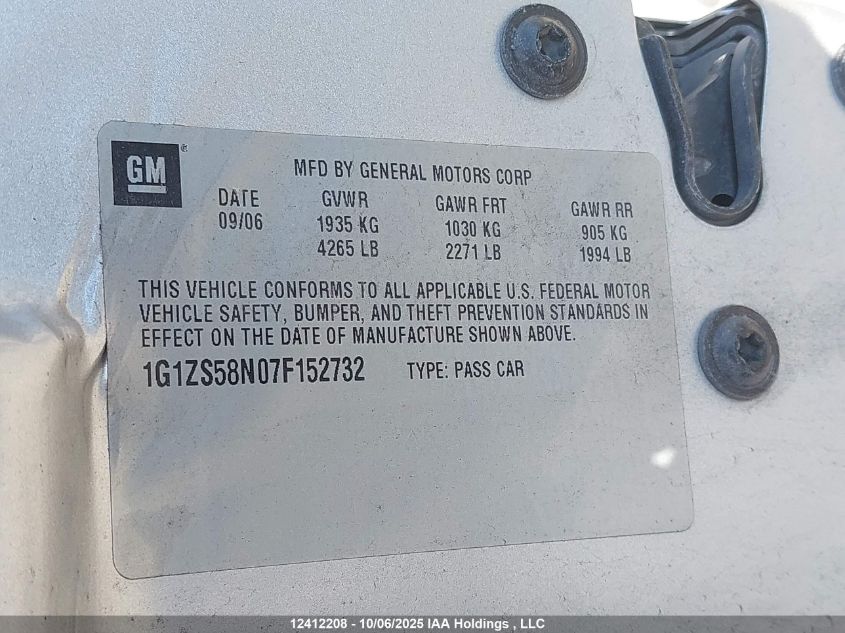 GM
MFD BY GENERAL MOTORS CORP
DATE GVWR GAWR FRT GAWR RR
09/06 1935 KG 1030 KG 905 KG
4265 LB 2271 LB 1994 LB
THIS VEHICLE CONFORMS TO ALL APPLICABLE U.S. FEDERAL MOTOR
VEHICLE SAFETY, BUMPER, AND THEFT PREVENTION STANDARDS IN
EFFECT ON THE DATE OF MANUFACTURE SHOWN ABOVE.
1G1ZS58N07F152732 TYPE: PASS CAR
12412208 - 10/06/2025 IAA Holdings , LLC